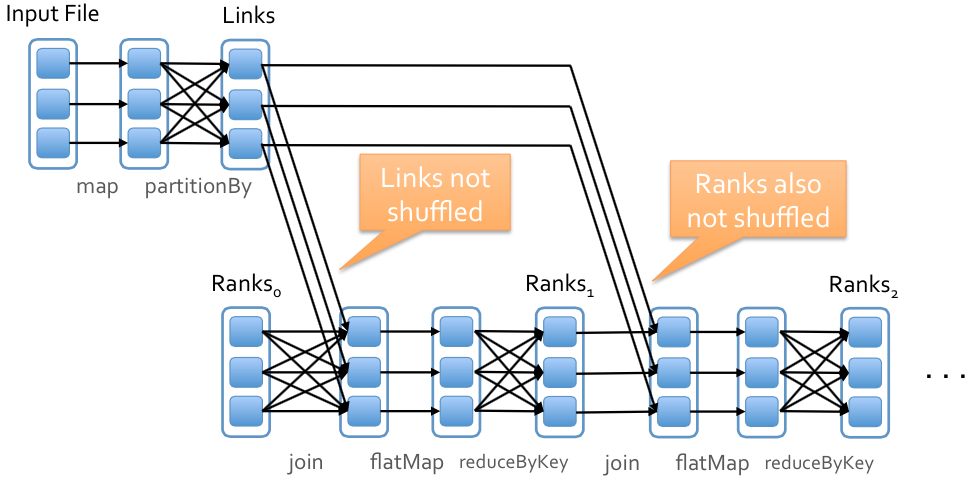 Input File
Links
map
partitionBy
Links not
shuffled
Ranks also
not shuffled
Ranks₀
Ranks₁
Ranks₂
. . .
join
flatMap
reduceByKey
join
flatMap
reduceByKey